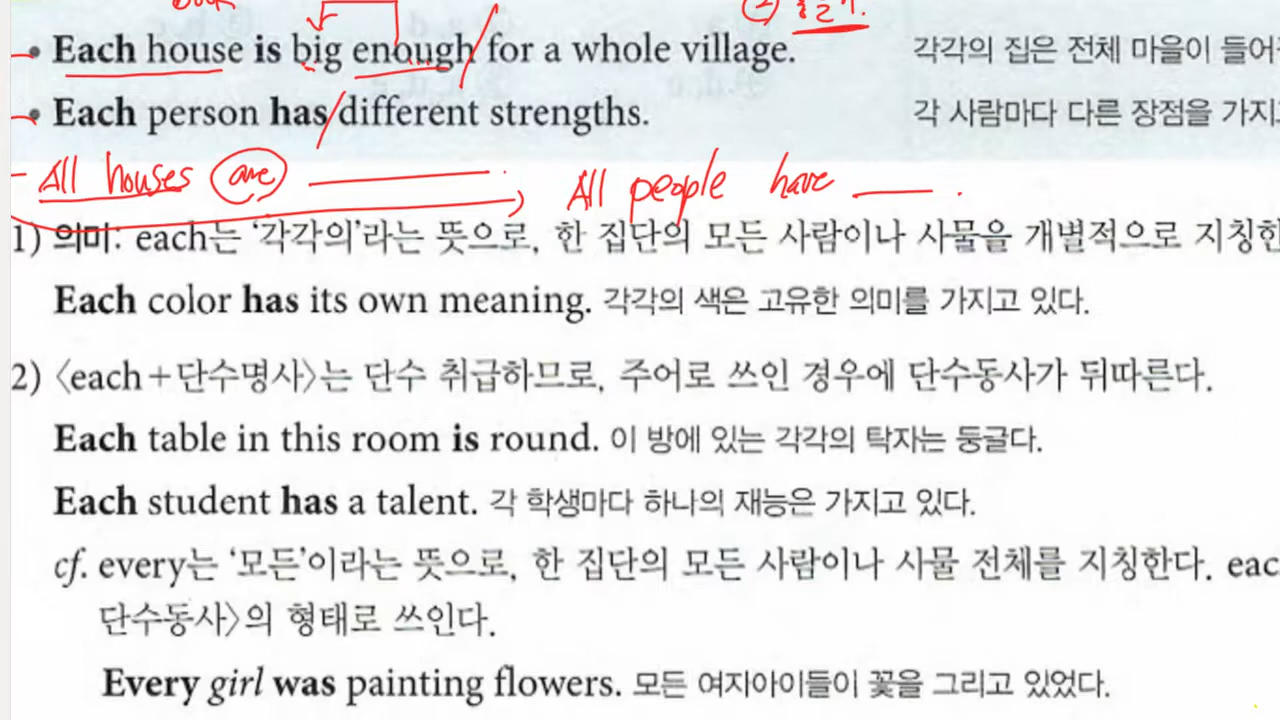 • Each house is big enough for a whole village. 각각의 집은 전체 마을이 들어
• Each person has different strengths. 각 사람마다 다른 장점을 가지고
All houses are
All people have
1) 의미: each는 ‘각각의’라는 뜻으로, 한 집단의 모든 사람이나 사물을 개별적으로 지칭한
Each color has its own meaning. 각각의 색은 고유한 의미를 가지고 있다.
2) 〈each+단수명사〉는 단수 취급하므로, 주어로 쓰인 경우에 단수동사가 뒤따른다.
Each table in this room is round. 이 방에 있는 각각의 탁자는 둥글다.
Each student has a talent. 각 학생마다 하나의 재능은 가지고 있다.
cf. every는 ‘모든’이라는 뜻으로, 한 집단의 모든 사람이나 사물 전체를 지칭한다. eac
단수동사〉의 형태로 쓰인다.
Every girl was painting flowers. 모든 여자아이들이 꽃을 그리고 있었다.